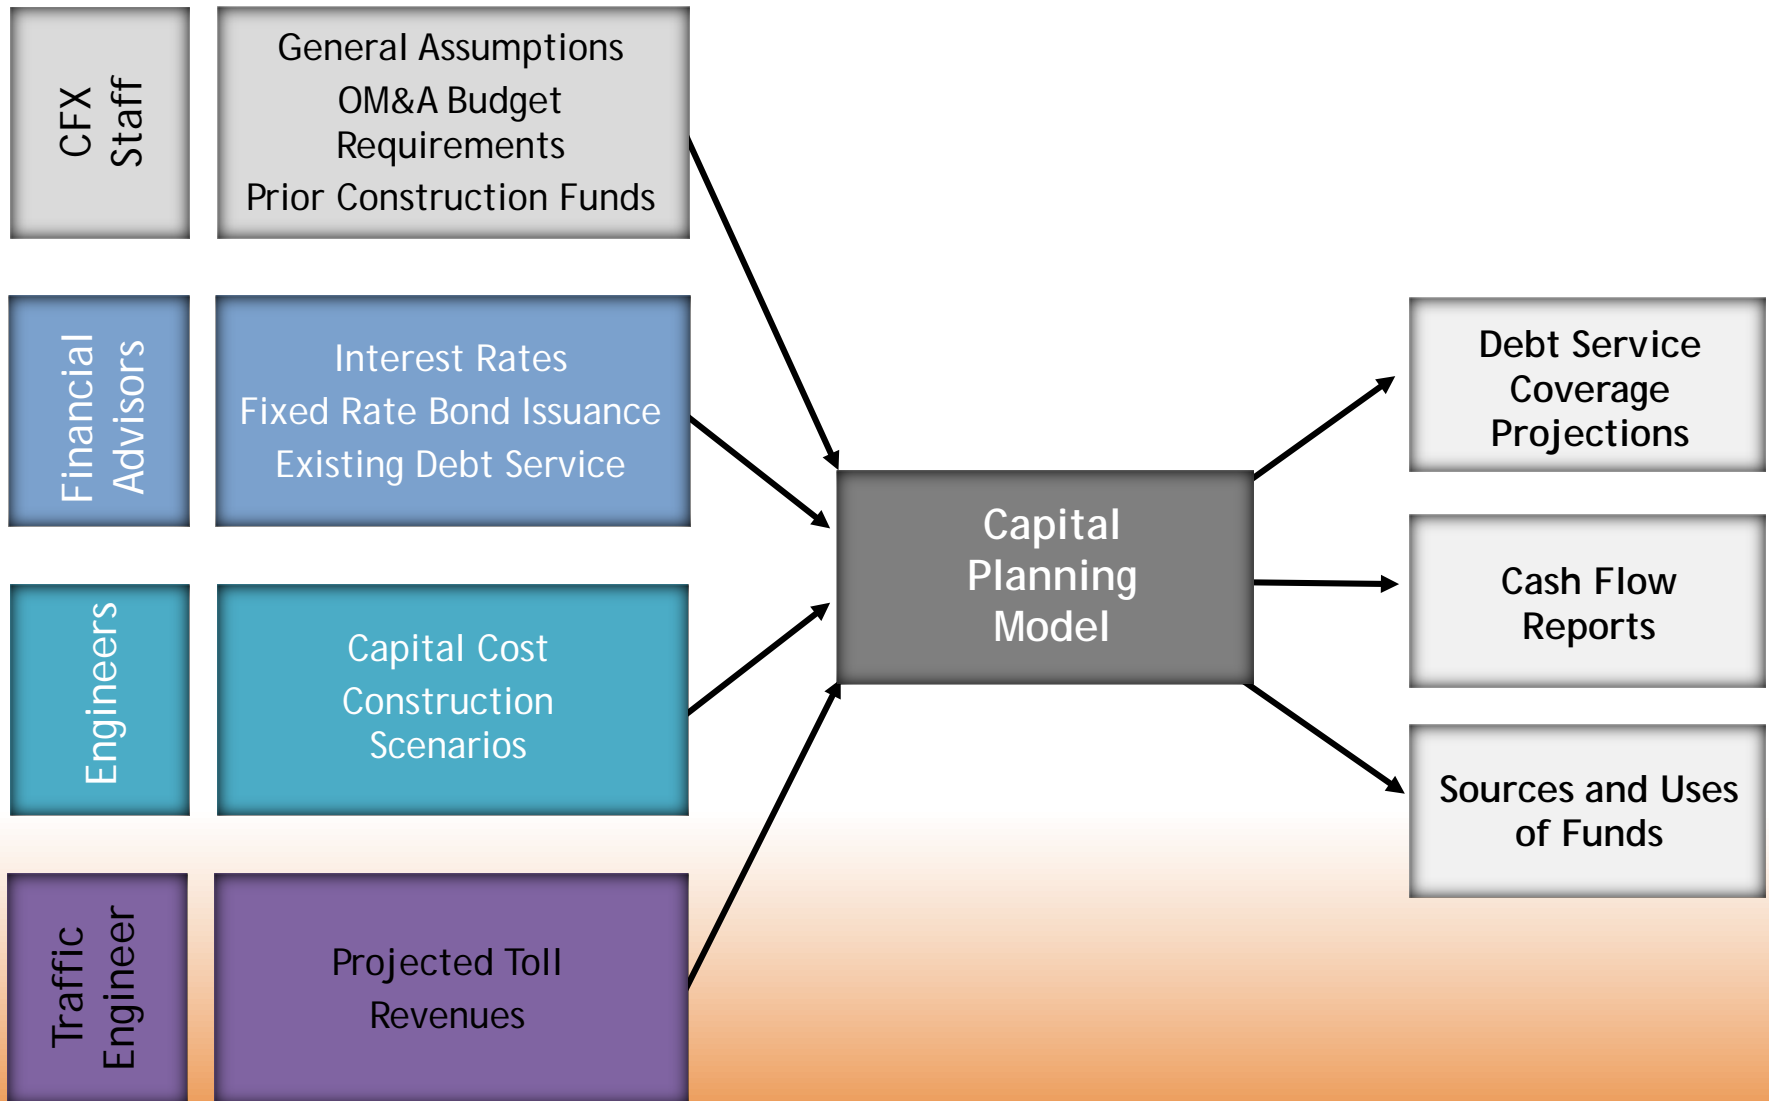 CFX
Staff
General Assumptions
OM&A Budget
Requirements
Prior Construction Funds
Financial
Advisors
Interest Rates
Fixed Rate Bond Issuance
Existing Debt Service
Engineers
Capital Cost
Construction
Scenarios
Traffic
Engineer
Projected Toll
Revenues
Capital
Planning
Model
Debt Service
Coverage
Projections
Cash Flow
Reports
Sources and Uses
of Funds